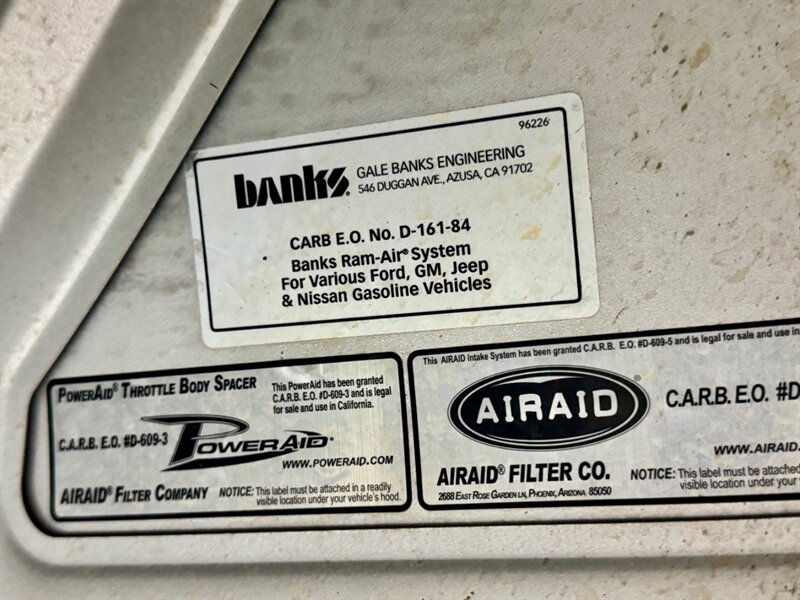 96226
banks
GALE BANKS ENGINEERING
546 DUGGAN AVE., AZUSA, CA 91702
CARB E.O. No. D-161-84
Banks Ram-Air® System
For Various Ford, GM, Jeep
& Nissan Gasoline Vehicles
POWERAID® THROTTLE BODY SPACER
This PowerAid has been granted
C.A.R.B. E.O. #D-609-3 and is legal
for sale and use in California.
C.A.R.B. E.O. #D-609-3
POWERAID®
WWW.POWERAID.COM
AIRAID® FILTER COMPANY
NOTICE: This label must be attached in a readily
visible location under your vehicle's hood.
This AIRAID Intake System has been granted C.A.R.B. E.O. #D-609-5 and is legal for sale and use in
AIRAID®
C.A.R.B. E.O. #D
WWW.AIRAID.
AIRAID® FILTER CO.
2688 EAST ROSE GARDEN LN, PHOENIX, ARIZONA 85050
NOTICE: This label must be attached
visible location under your